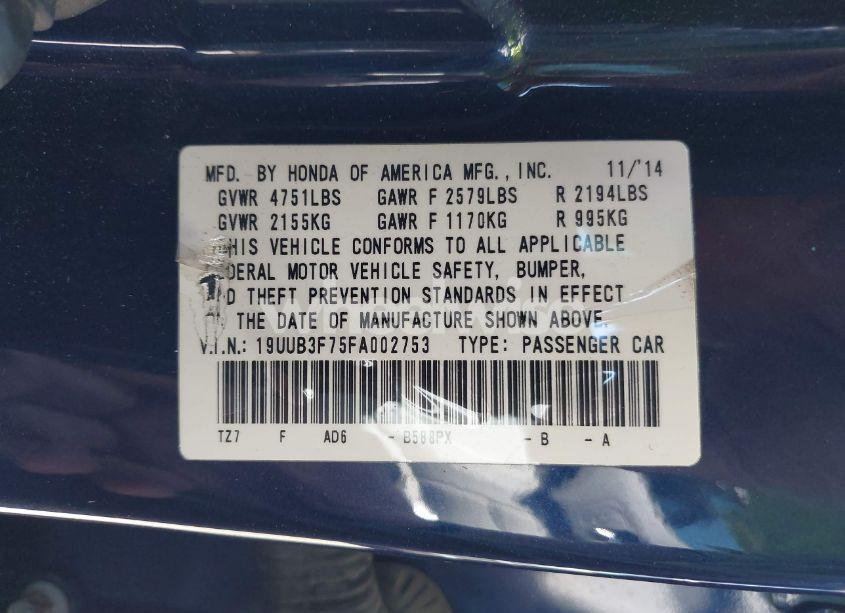 MFD. BY HONDA OF AMERICA MFG., INC. 11/'14
GVWR 4751LBS GAWR F 2579LBS R 2194LBS
GVWR 2155KG GAWR F 1170KG R 995KG
HIS VEHICLE CONFORMS TO ALL APPLICABLE
DERAL MOTOR VEHICLE SAFETY, BUMPER,
D THEFT PREVENTION STANDARDS IN EFFECT
THE DATE OF MANUFACTURE SHOWN ABOVE.
V.I.N.: 19UUB3F75FA002753 TYPE: PASSENGER CAR
TZ7 F AD6 - B588PX - B - A